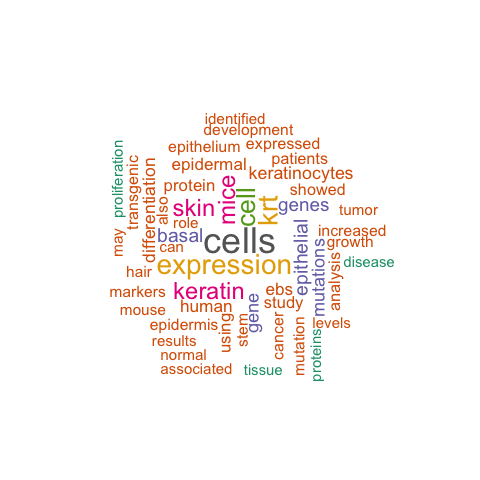 identified
development
epithelium
expressed
epidermal
patients
keratinocytes
protein
showed
proliferation
transgenic
differentiation
also
skin
mice
cell
krt
genes
tumor
role
basal
can
cells
increased
growth
may
hair
expression
epithelial
mutations
analysis
disease
markers
keratin
ebs
mouse
human
gene
study
epidermis
using
stem
cancer
levels
results
normal
mutation
proteins
associated
tissue